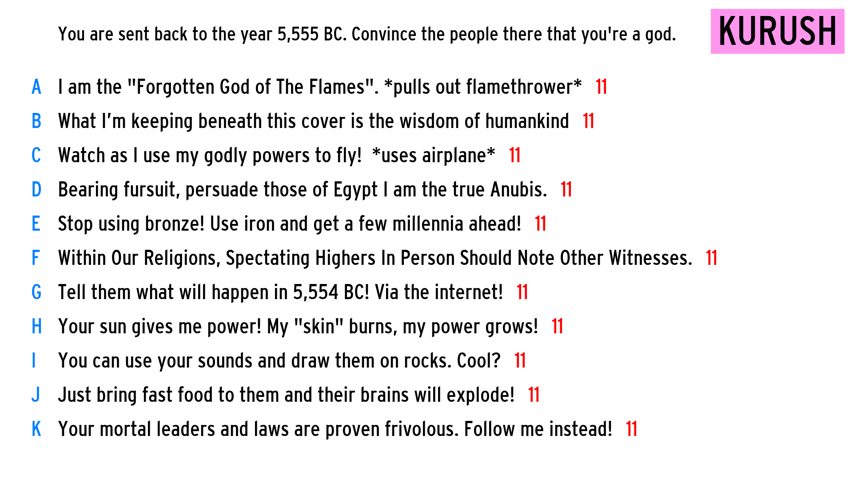 You are sent back to the year 5,555 BC. Convince the people there that you're a god.
KURUSH
A I am the "Forgotten God of The Flames". *pulls out flamethrower* 11
B What I’m keeping beneath this cover is the wisdom of humankind 11
C Watch as I use my godly powers to fly! *uses airplane* 11
D Bearing fursuit, persuade those of Egypt I am the true Anubis. 11
E Stop using bronze! Use iron and get a few millennia ahead! 11
F Within Our Religions, Spectating Highers In Person Should Note Other Witnesses. 11
G Tell them what will happen in 5,554 BC! Via the internet! 11
H Your sun gives me power! My "skin" burns, my power grows! 11
I You can use your sounds and draw them on rocks. Cool? 11
J Just bring fast food to them and their brains will explode! 11
K Your mortal leaders and laws are proven frivolous. Follow me instead! 11